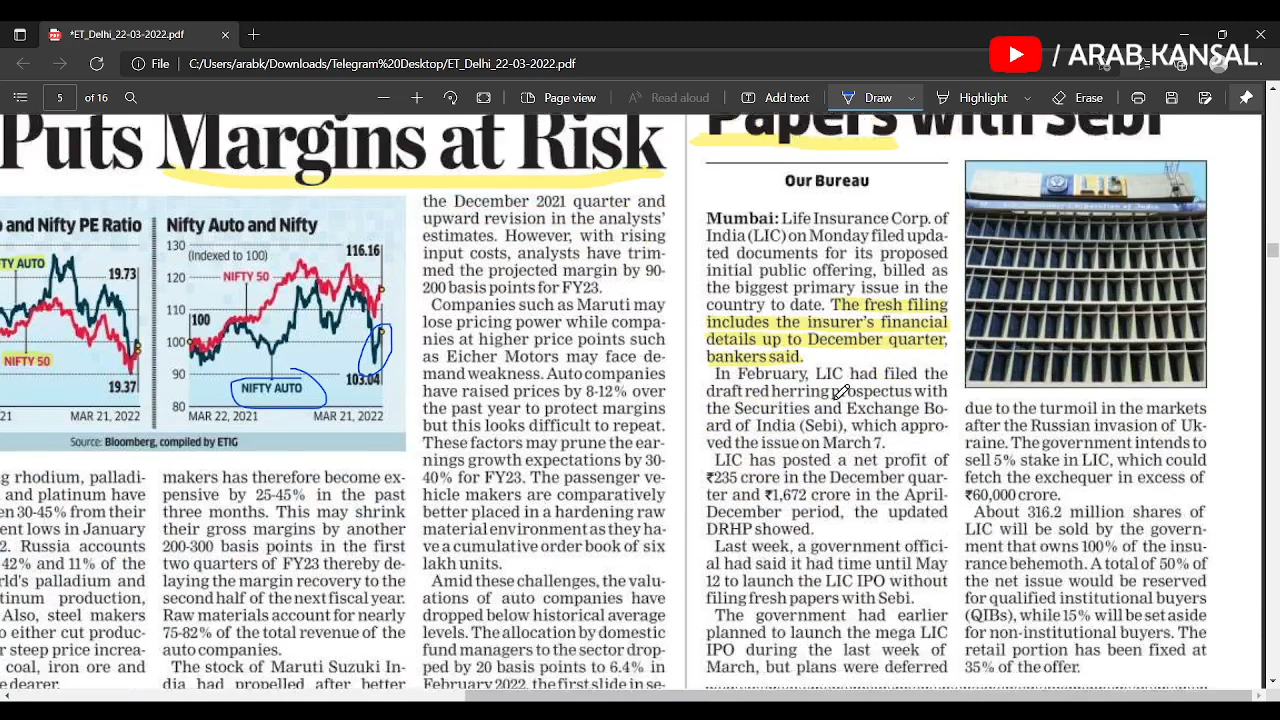 *ET_Delhi_22-03-2022.pdf
File C:/Users/arabk/Downloads/Telegram%20Desktop/ET_Delhi_22-03-2022.pdf
/ ARAB KANSAL.
5 of 16 Page view Read aloud Add text Draw Highlight Erase
Puts Margins at Risk
and Nifty PE Ratio
AUTO
19.73
NIFTY 50
19.37
21 MAR 21, 2022
Nifty Auto and Nifty
130
(Indexed to 100)
116.16
120
NIFTY 50
110
100
100
90
NIFTY AUTO
103.04
80
MAR 22, 2021 MAR 21, 2022
Source: Bloomberg, compiled by ETIG
g rhodium, palladi-
and platinum have
en 30-45% from their
ent lows in January
2. Russia accounts
42% and 11% of the
rld's palladium and
tinum production,
Also, steel makers
o either cut produc-
r steep price increa-
coal, iron ore and
e dearer.
makers has therefore become ex-
pensive by 25-45% in the past
three months. This may shrink
their gross margins by another
200-300 basis points in the first
two quarters of FY23 thereby de-
laying the margin recovery to the
second half of the next fiscal year.
Raw materials account for nearly
75-82% of the total revenue of the
auto companies.
The stock of Maruti Suzuki In-
dia had propelled after better
the December 2021 quarter and
upward revision in the analysts'
estimates. However, with rising
input costs, analysts have trim-
med the projected margin by 90-
200 basis points for FY23.
Companies such as Maruti may
lose pricing power while compa-
nies at higher price points such
as Eicher Motors may face de-
mand weakness. Auto companies
have raised prices by 8-12% over
the past year to protect margins
but this looks difficult to repeat.
These factors may prune the ear-
nings growth expectations by 30-
40% for FY23. The passenger ve-
hicle makers are comparatively
better placed in a hardening raw
material environment as they ha-
ve a cumulative order book of six
lakh units.
Amid these challenges, the valu-
ations of auto companies have
dropped below historical average
levels. The allocation by domestic
fund managers to the sector drop-
ped by 20 basis points to 6.4% in
February 2022, the first slide in se-
Papers with Sebi
Our Bureau
Mumbai: Life Insurance Corp. of
India (LIC) on Monday filed upda-
ted documents for its proposed
initial public offering, billed as
the biggest primary issue in the
country to date. The fresh filing
includes the insurer's financial
details up to December quarter,
bankers said.
In February, LIC had filed the
draft red herring prospectus with
the Securities and Exchange Bo-
ard of India (Sebi), which appro-
ved the issue on March 7.
LIC has posted a net profit of
₹235 crore in the December quar-
ter and ₹1,672 crore in the April-
December period, the updated
DRHP showed.
Last week, a government offici-
al had said it had time until May
12 to launch the LIC IPO without
filing fresh papers with Sebi.
The government had earlier
planned to launch the mega LIC
IPO during the last week of
March, but plans were deferred
LIC
due to the turmoil in the markets
after the Russian invasion of Uk-
raine. The government intends to
sell 5% stake in LIC, which could
fetch the exchequer in excess of
₹60,000 crore.
About 316.2 million shares of
LIC will be sold by the govern-
ment that owns 100% of the insu-
rance behemoth. A total of 50% of
the net issue would be reserved
for qualified institutional buyers
(QIBs), while 15% will be set aside
for non-institutional buyers. The
retail portion has been fixed at
35% of the offer.